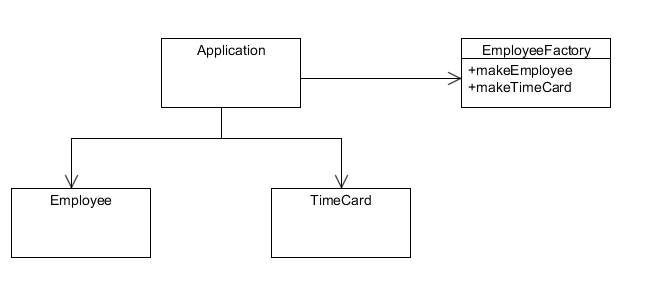 Application
EmployeeFactory
+makeEmployee
+makeTimeCard
Employee
TimeCard